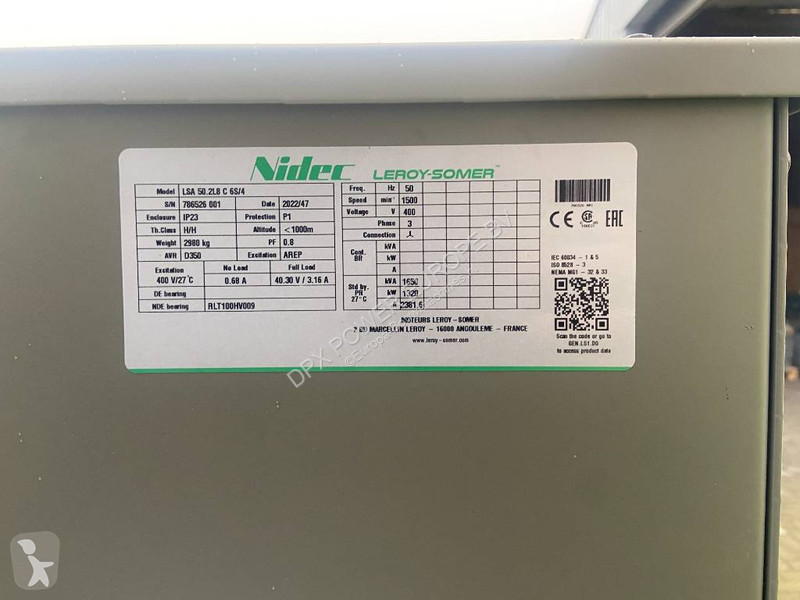 Nidec LEROY-SOMER™
Model LSA 50.2L8 C 6S/4
S/N 786526 001 Date 2022/47
Enclosure IP23 Protection P1
Th.Class H/H Altitude <1000m
Weight 2980 kg PF 0.8
AVR D350 Excitation AREP
Excitation No Load Full Load
400 V/27°C 0.68 A 40.30 V / 3.16 A
DE bearing
NDE bearing RLT100HV009
Freq. Hz 50
Speed min⁻¹ 1500
Voltage V 400
Phase 3
Connection
Cont. BR kVA
kW
A
Std by. PR 27°C kVA 1650
kW 1320
A 2381.6
MOTEURS LEROY-SOMER
MARCELLIN LEROY - 16000 ANGOULEME - FRANCE
www.leroy-somer.com
CE EAC
IEC 60034 - 1 & 5
ISO 8528 - 3
NEMA MG1 - 32 & 33
Scan the code or go to
GEN.LS1.DO
to access product data
DPX POWER EUROPE BV